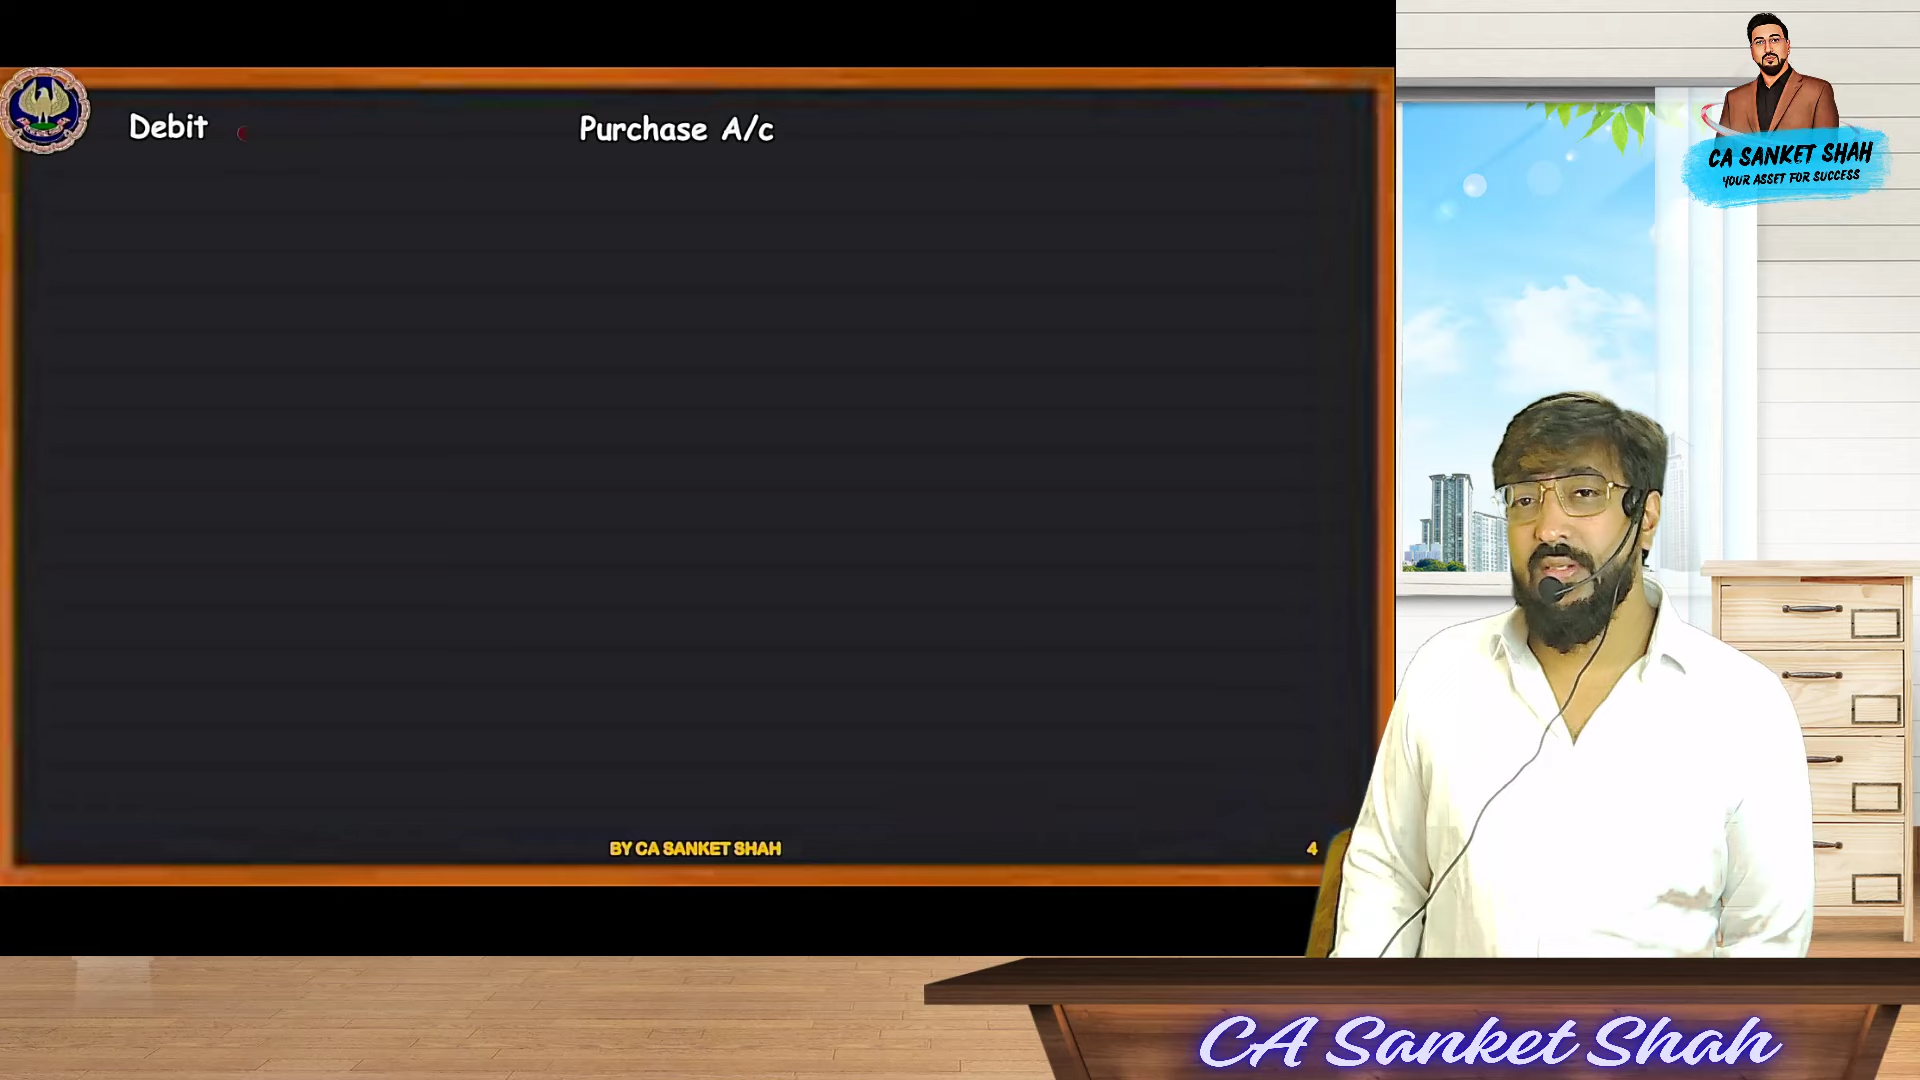 Debit
Purchase A/c
CA SANKET SHAH
YOUR ASSET FOR SUCCESS
BY CA SANKET SHAH
4
CA Sanket Shah